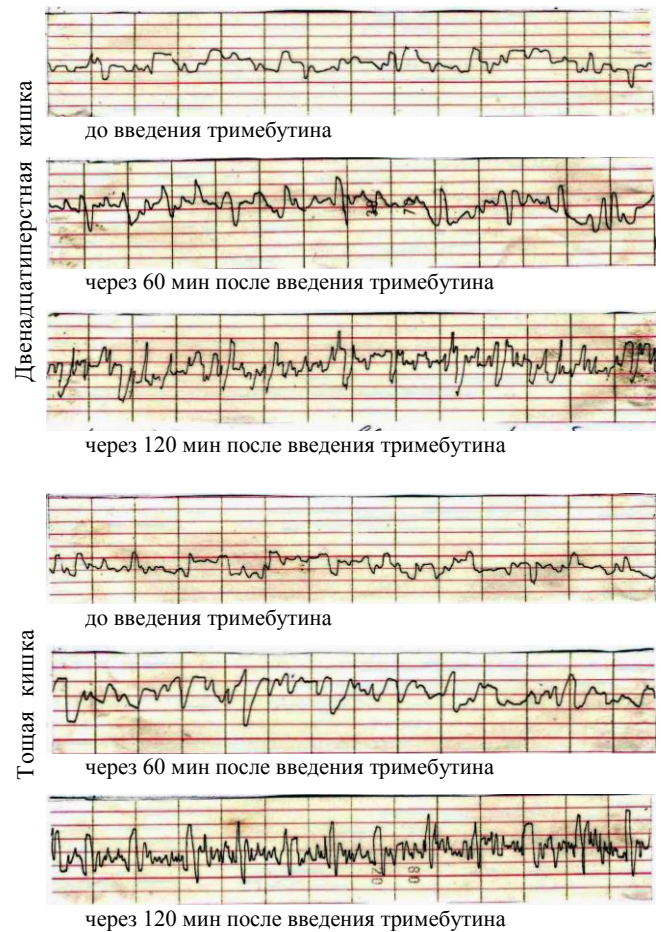 Двенадцатиперстная кишка
до введения тримебутина
через 60 мин после введения тримебутина
через 120 мин после введения тримебутина
Тощая кишка
до введения тримебутина
через 60 мин после введения тримебутина
80
через 120 мин после введения тримебутина